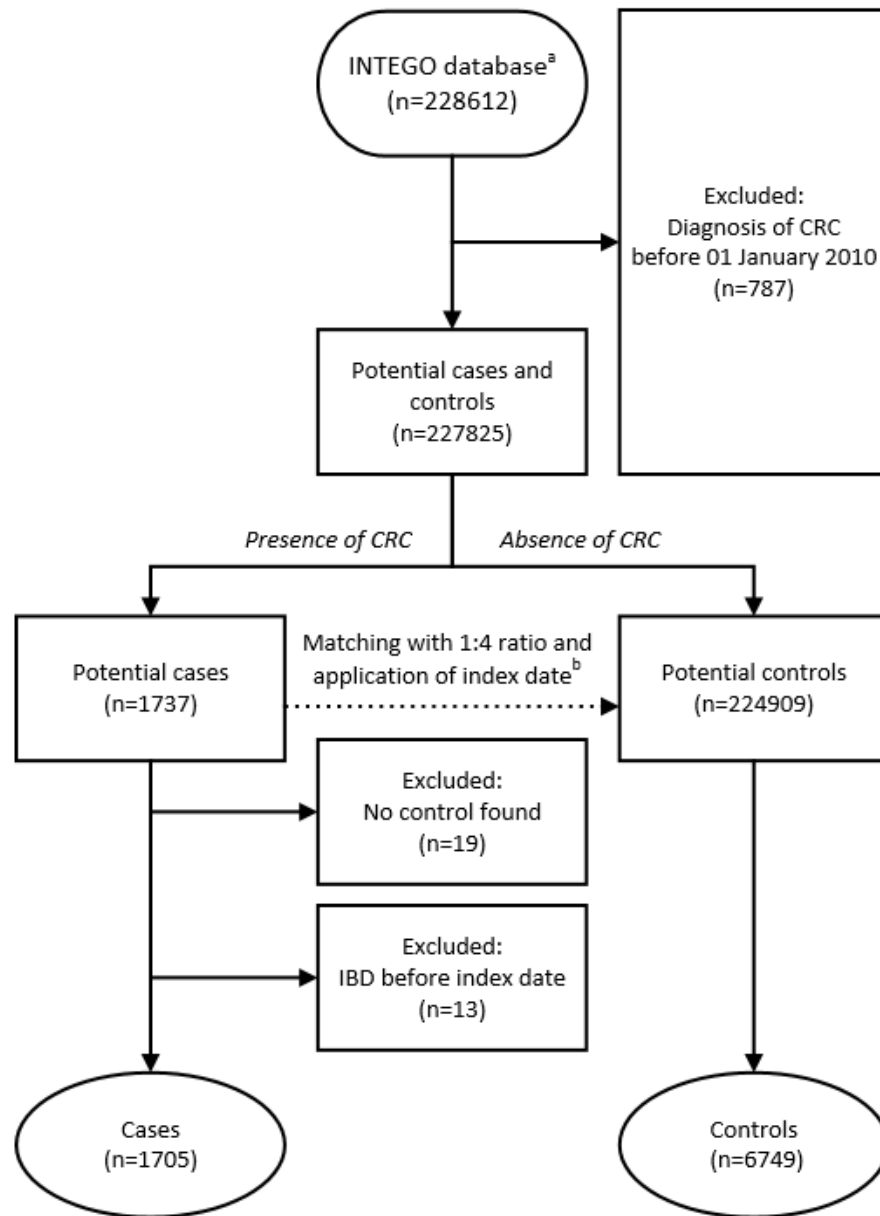 INTEGO databaseᵃ
(n=228612)
Excluded:
Diagnosis of CRC
before 01 January 2010
(n=787)
Potential cases and
controls
(n=227825)
Presence of CRC
Absence of CRC
Potential cases
(n=1737)
Matching with 1:4 ratio and
application of index dateᵇ
Potential controls
(n=224909)
Excluded:
No control found
(n=19)
Excluded:
IBD before index date
(n=13)
Cases
(n=1705)
Controls
(n=6749)